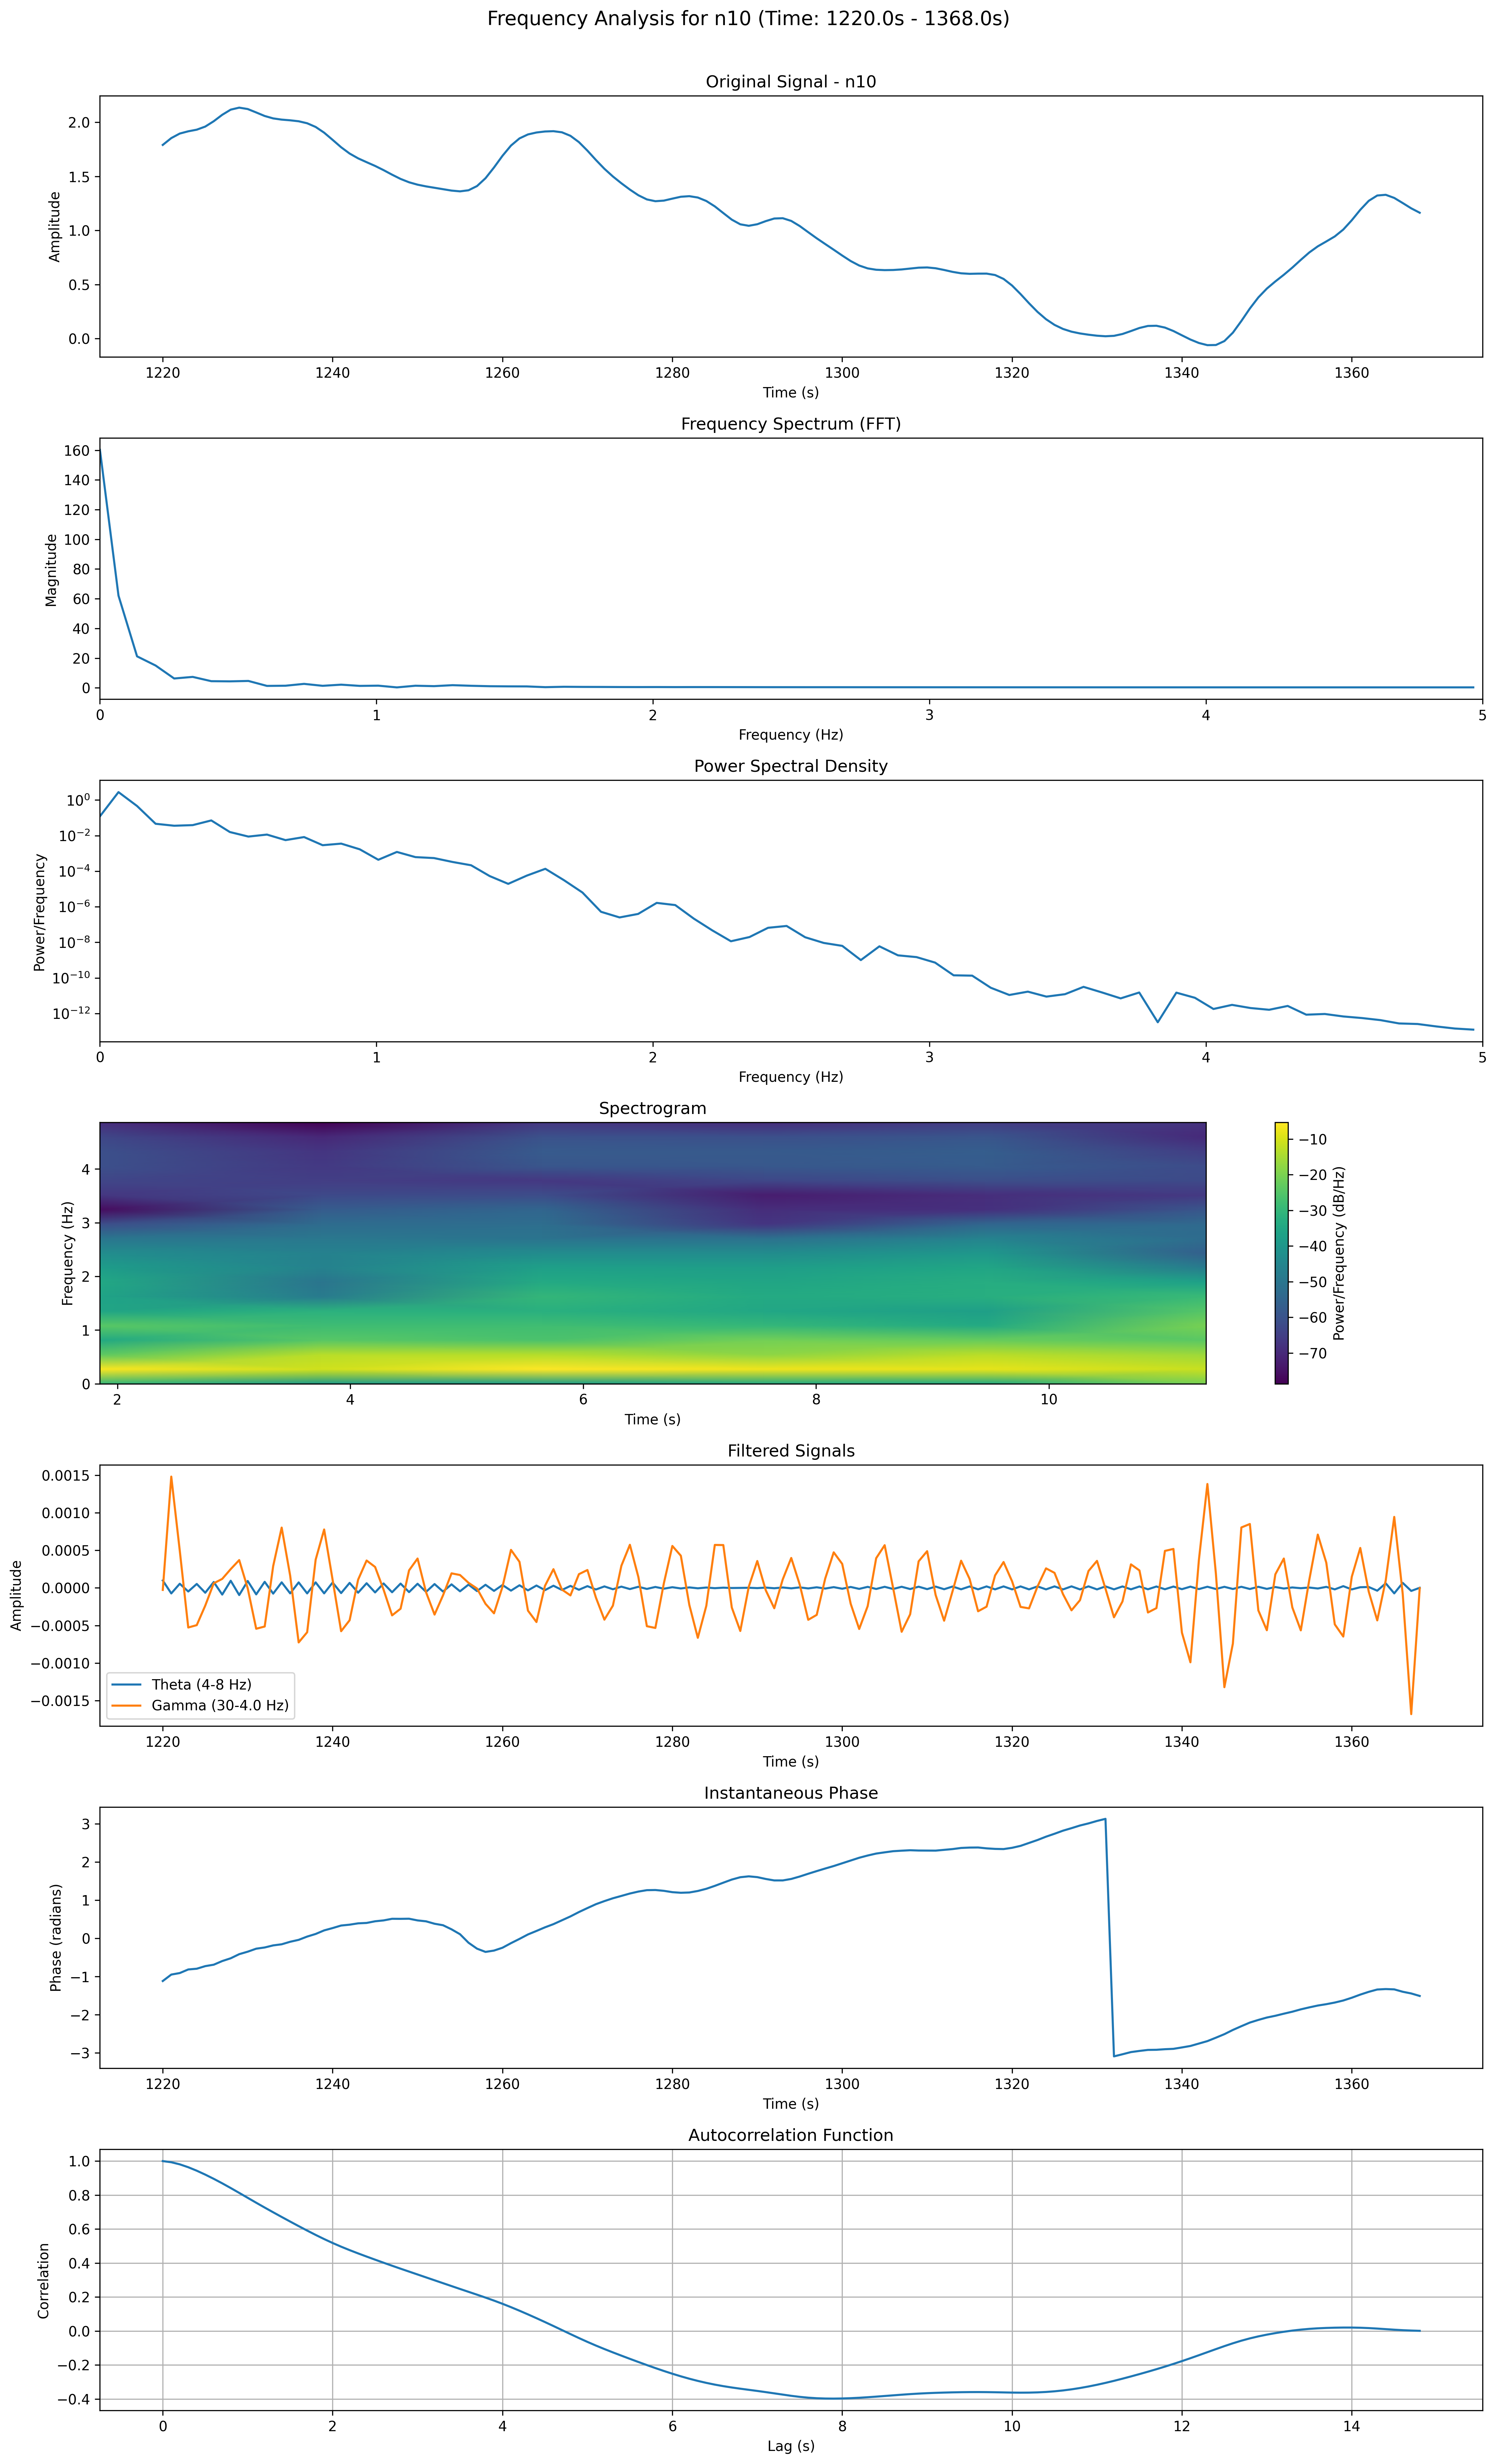 Frequency Analysis for n10 (Time: 1220.0s - 1368.0s)
Original Signal - n10
Amplitude
2.0
1.5
1.0
0.5
0.0
1220 1240 1260 1280 1300 1320 1340 1360
Time (s)
Frequency Spectrum (FFT)
Magnitude
160
140
120
100
80
60
40
20
0
0 1 2 3 4 5
Frequency (Hz)
Power Spectral Density
Power/Frequency
10⁰
10⁻²
10⁻⁴
10⁻⁶
10⁻⁸
10⁻¹⁰
10⁻¹²
0 1 2 3 4 5
Frequency (Hz)
Spectrogram
Frequency (Hz)
4
3
2
1
0
2 4 6 8 10
Time (s)
−10
−20
−30
−40
−50
−60
−70
Power/Frequency (dB/Hz)
Filtered Signals
Amplitude
0.0015
0.0010
0.0005
0.0000
−0.0005
−0.0010
−0.0015
Theta (4-8 Hz)
Gamma (30-4.0 Hz)
1220 1240 1260 1280 1300 1320 1340 1360
Time (s)
Instantaneous Phase
Phase (radians)
3
2
1
0
−1
−2
−3
1220 1240 1260 1280 1300 1320 1340 1360
Time (s)
Autocorrelation Function
Correlation
1.0
0.8
0.6
0.4
0.2
0.0
−0.2
−0.4
0 2 4 6 8 10 12 14
Lag (s)